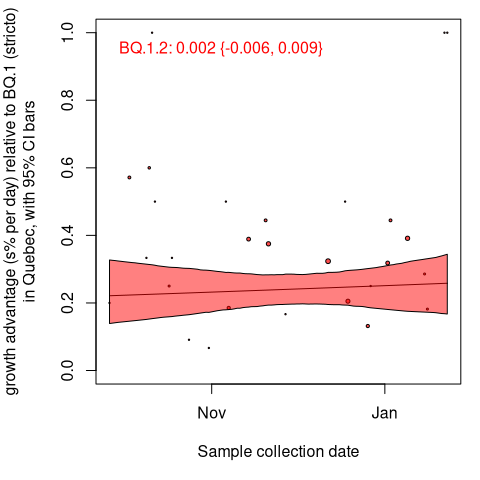 growth advantage (s% per day) relative to BQ.1 (stricto)
in Quebec, with 95% CI bars
BQ.1.2: 0.002 {-0.006, 0.009}
1.0
0.8
0.6
0.4
0.2
0.0
Nov
Jan
Sample collection date